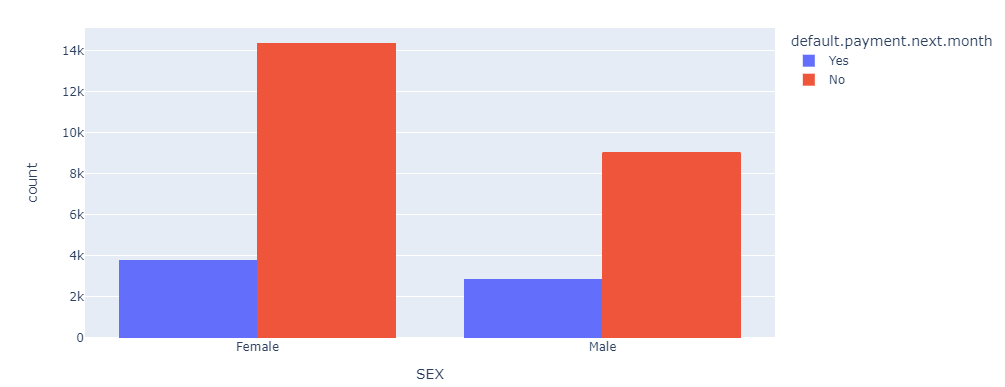 default.payment.next.month
Yes
No
14k
12k
10k
8k
6k
4k
2k
0
count
Female
Male
SEX